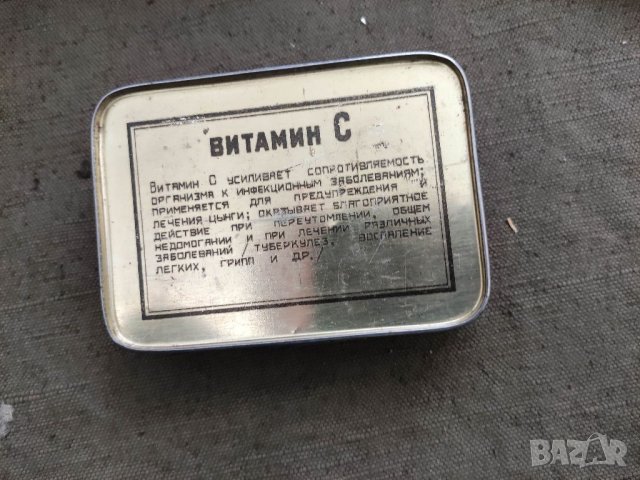 ВИТАМИН С
Витамин С усиливает сопротивляемость
организма к инфекционным заболеваниям;
применяется для предупреждения и
лечения цынги; оказывает благоприятное
действие при переутомлении, общем
недомогании и при лечении различных
заболеваний /туберкулез, воспаление
легких, грипп и др./
BAZAR